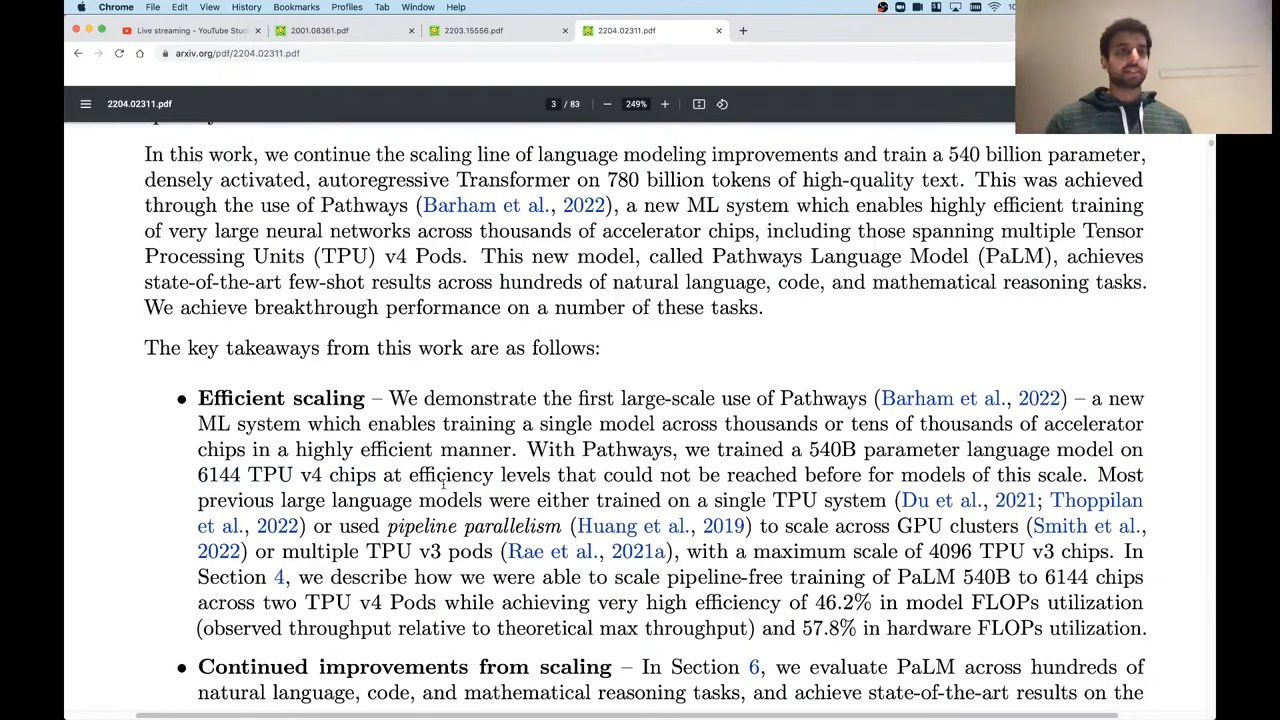 Chrome File Edit View History Bookmarks Profiles Tab Window Help
Live streaming - YouTube Stud 2001.08361.pdf 2203.15556.pdf 2204.02311.pdf
arxiv.org/pdf/2204.02311.pdf
2204.02311.pdf 3 / 83 249%
In this work, we continue the scaling line of language modeling improvements and train a 540 billion parameter,
densely activated, autoregressive Transformer on 780 billion tokens of high-quality text. This was achieved
through the use of Pathways (Barham et al., 2022), a new ML system which enables highly efficient training
of very large neural networks across thousands of accelerator chips, including those spanning multiple Tensor
Processing Units (TPU) v4 Pods. This new model, called Pathways Language Model (PaLM), achieves
state-of-the-art few-shot results across hundreds of natural language, code, and mathematical reasoning tasks.
We achieve breakthrough performance on a number of these tasks.
The key takeaways from this work are as follows:
• Efficient scaling – We demonstrate the first large-scale use of Pathways (Barham et al., 2022) – a new
ML system which enables training a single model across thousands or tens of thousands of accelerator
chips in a highly efficient manner. With Pathways, we trained a 540B parameter language model on
6144 TPU v4 chips at efficiency levels that could not be reached before for models of this scale. Most
previous large language models were either trained on a single TPU system (Du et al., 2021; Thoppilan
et al., 2022) or used pipeline parallelism (Huang et al., 2019) to scale across GPU clusters (Smith et al.,
2022) or multiple TPU v3 pods (Rae et al., 2021a), with a maximum scale of 4096 TPU v3 chips. In
Section 4, we describe how we were able to scale pipeline-free training of PaLM 540B to 6144 chips
across two TPU v4 Pods while achieving very high efficiency of 46.2% in model FLOPs utilization
(observed throughput relative to theoretical max throughput) and 57.8% in hardware FLOPs utilization.
• Continued improvements from scaling – In Section 6, we evaluate PaLM across hundreds of
natural language, code, and mathematical reasoning tasks, and achieve state-of-the-art results on the